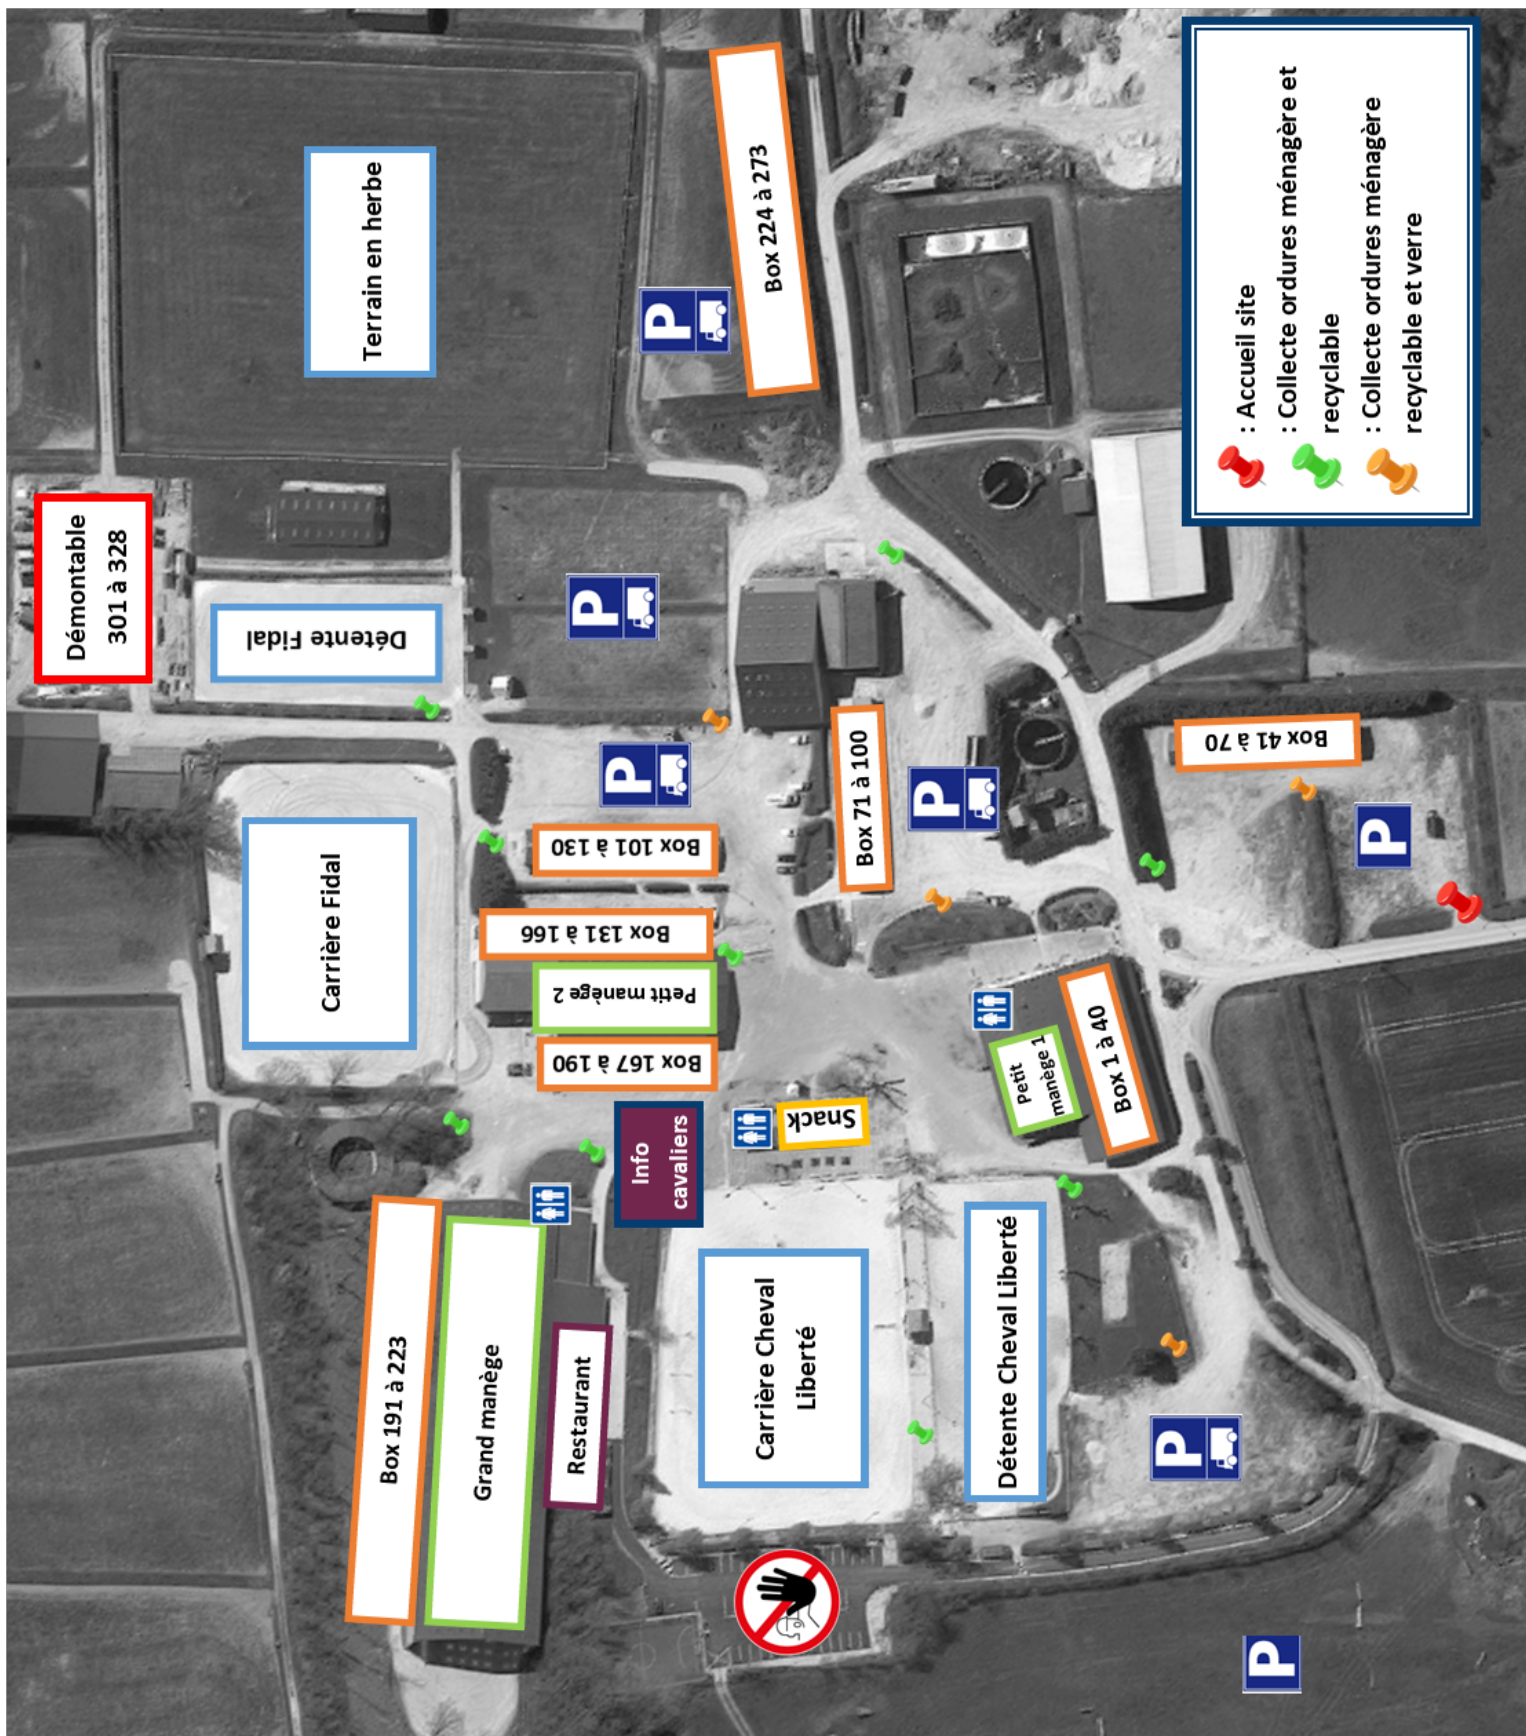 : Accueil site
: Collecte ordures ménagère et
recyclable
: Collecte ordures ménagère
recyclable et verre
Terrain en herbe
Box 224 à 273
P
Démontable
301 à 328
Détente Fidal
P
Carrière Fidal
P
Box 101 à 130
Box 131 à 166
Petit manège 2
Box 167 à 190
Box 71 à 100
P
Box 41 à 70
P
Petit
manège 1
Box 1 à 40
Info
cavaliers
Snack
Box 191 à 223
Grand manège
Restaurant
Carrière Cheval
Liberté
Détente Cheval Liberté
P
P